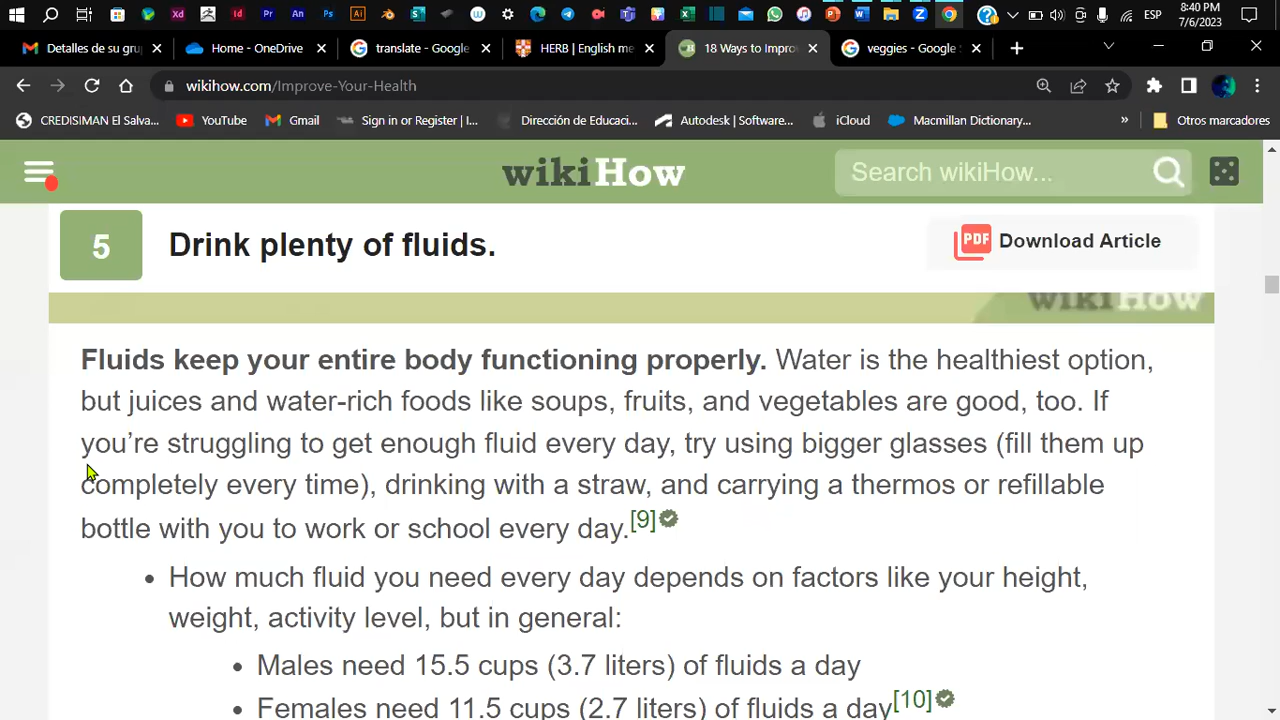 8:40 PM
ESP
7/6/2023
Detalles de su gru
Home - OneDrive
translate - Google
HERB | English me
18 Ways to Impro
veggies - Google
wikihow.com/Improve-Your-Health
CREDISIMAN El Salva...
YouTube
Gmail
Sign in or Register | I...
Dirección de Educaci...
Autodesk | Software...
iCloud
Macmillan Dictionary...
»
Otros marcadores
wikiHow
Search wikiHow...
5
Drink plenty of fluids.
PDF
Download Article
wikiHow
Fluids keep your entire body functioning properly. Water is the healthiest option,
but juices and water-rich foods like soups, fruits, and vegetables are good, too. If
you’re struggling to get enough fluid every day, try using bigger glasses (fill them up
completely every time), drinking with a straw, and carrying a thermos or refillable
bottle with you to work or school every day.[9]
• How much fluid you need every day depends on factors like your height,
weight, activity level, but in general:
• Males need 15.5 cups (3.7 liters) of fluids a day
• Females need 11.5 cups (2.7 liters) of fluids a day[10]